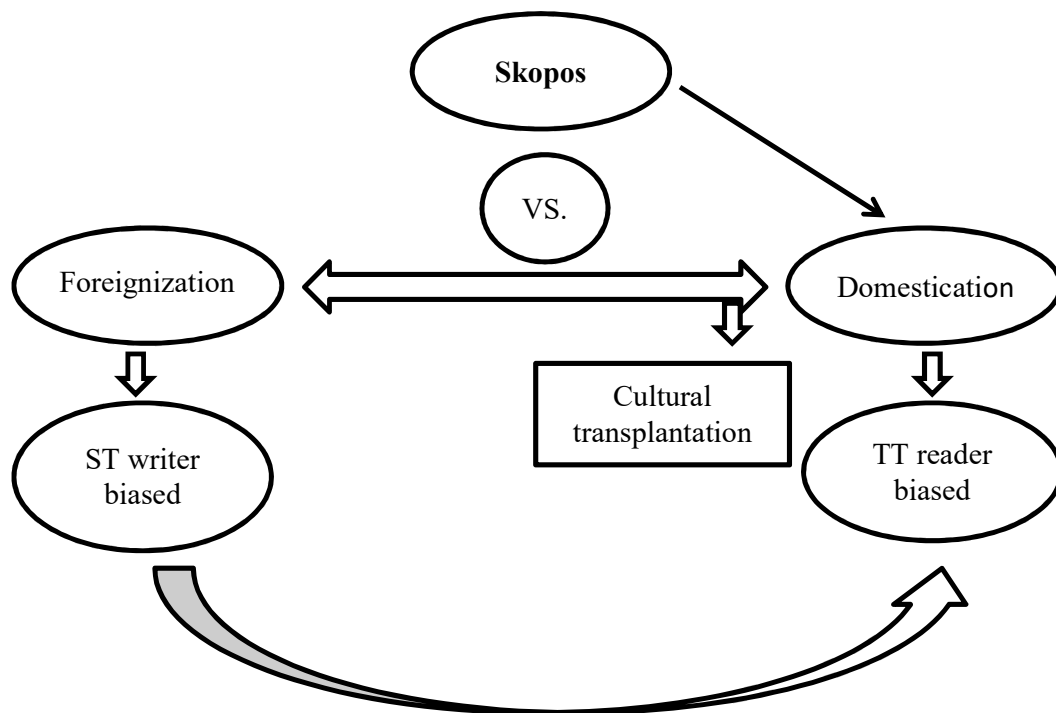 Skopos
VS.
Foreignization
Domestication
Cultural
transplantation
ST writer
biased
TT reader
biased